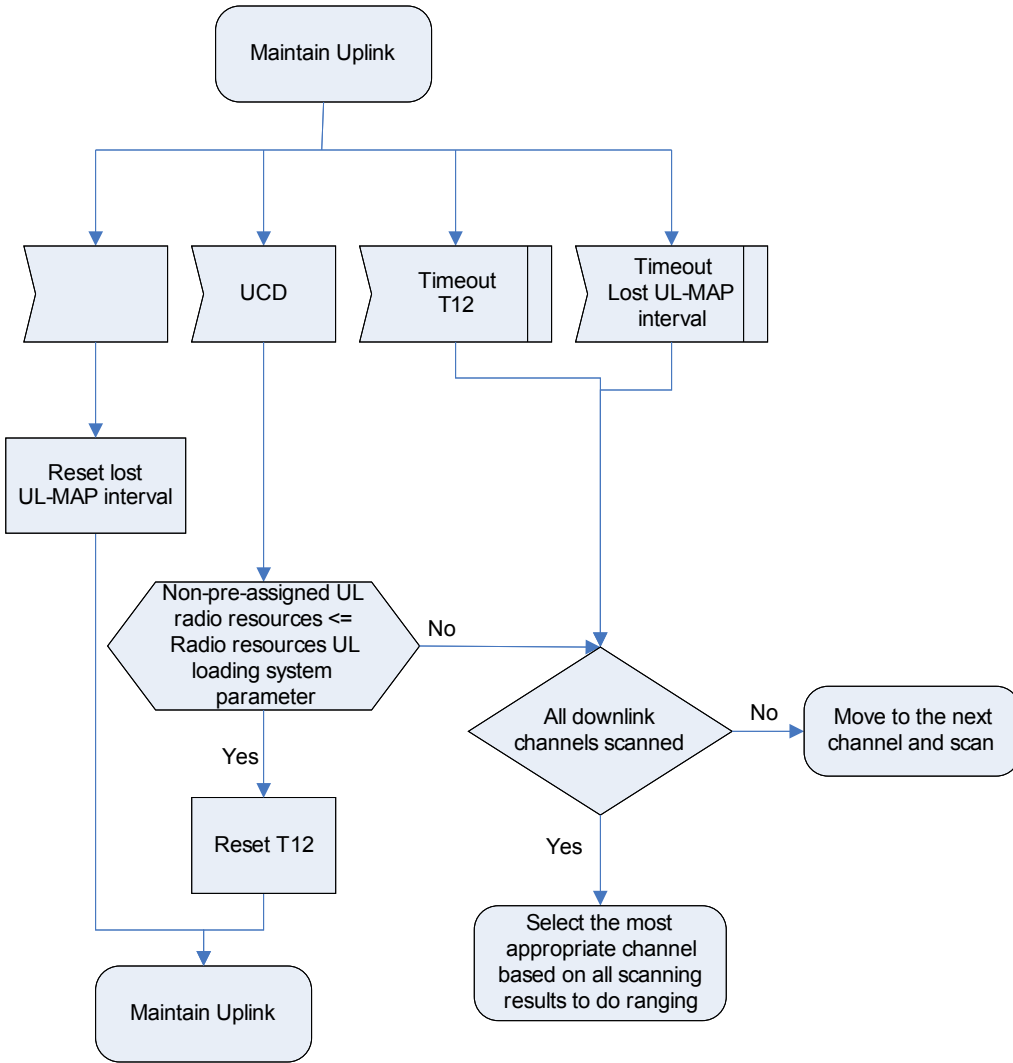 Maintain Uplink
UCD
Timeout
T12
Timeout
Lost UL-MAP
interval
Reset lost
UL-MAP interval
Non-pre-assigned UL
radio resources <=
Radio resources UL
loading system
parameter
No
All downlink
channels scanned
No
Move to the next
channel and scan
Yes
Reset T12
Yes
Select the most
appropriate channel
based on all scanning
results to do ranging
Maintain Uplink